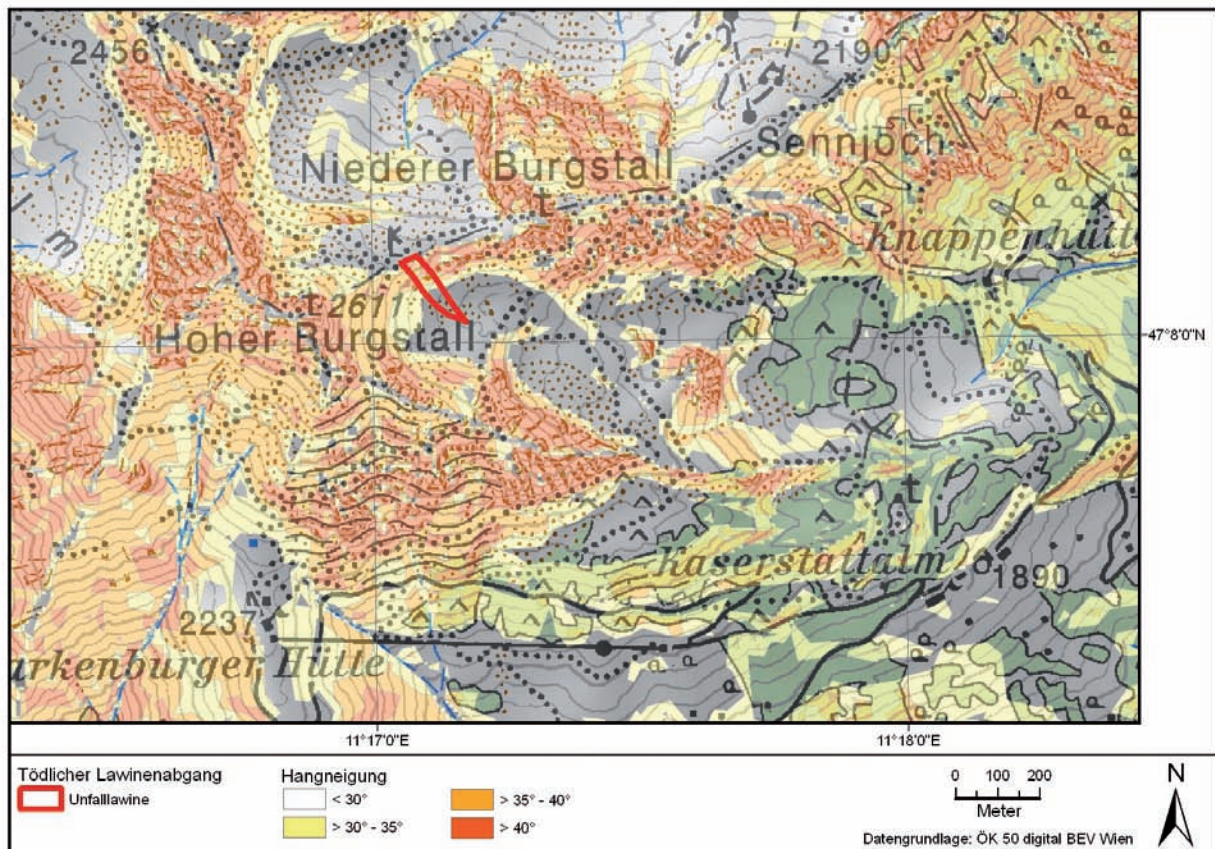 2456
2190
Niederer Burgstall
Sennjoch
Knappenhütte
2611
Hoher Burgstall
47°8'0"N
Kaserstattalm
1890
2237
arkenburger Hütte
11°17'0"E
11°18'0"E
Tödlicher Lawinenabgang
Unfalllawine
Hangneigung
< 30°
> 30° - 35°
> 35° - 40°
> 40°
0 100 200
Meter
N
Datengrundlage: ÖK 50 digital BEV Wien